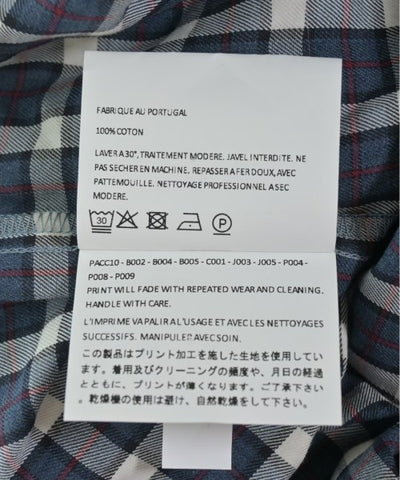 FABRIQUE AU PORTUGAL
100% COTON
LAVER A 30°, TRAITEMENT MODERE. JAVEL INTERDITE. NE
PAS SECHER EN MACHINE. REPASSER A FER DOUX, AVEC
PATTEMOUILLE. NETTOYAGE PROFESSIONNEL A SEC
MODERE.
30 P
PACC10 - B002 - B004 - B005 - C001 - J003 - J005 - P004 -
P008 - P009
PRINT WILL FADE WITH REPEATED WEAR AND CLEANING.
HANDLE WITH CARE.
L'IMPRIME VA PALIR A L'USAGE ET AVEC LES NETTOYAGES
SUCCESSIFS. MANIPULER AVEC SOIN.
この製品はプリント加工を施した生地を使用してい
ます。着用及びクリーニングの頻度や、月日の経過
とともに、プリントが薄くなります。ご了承下さい。
乾燥機の使用は避け、自然乾燥をして下さい。